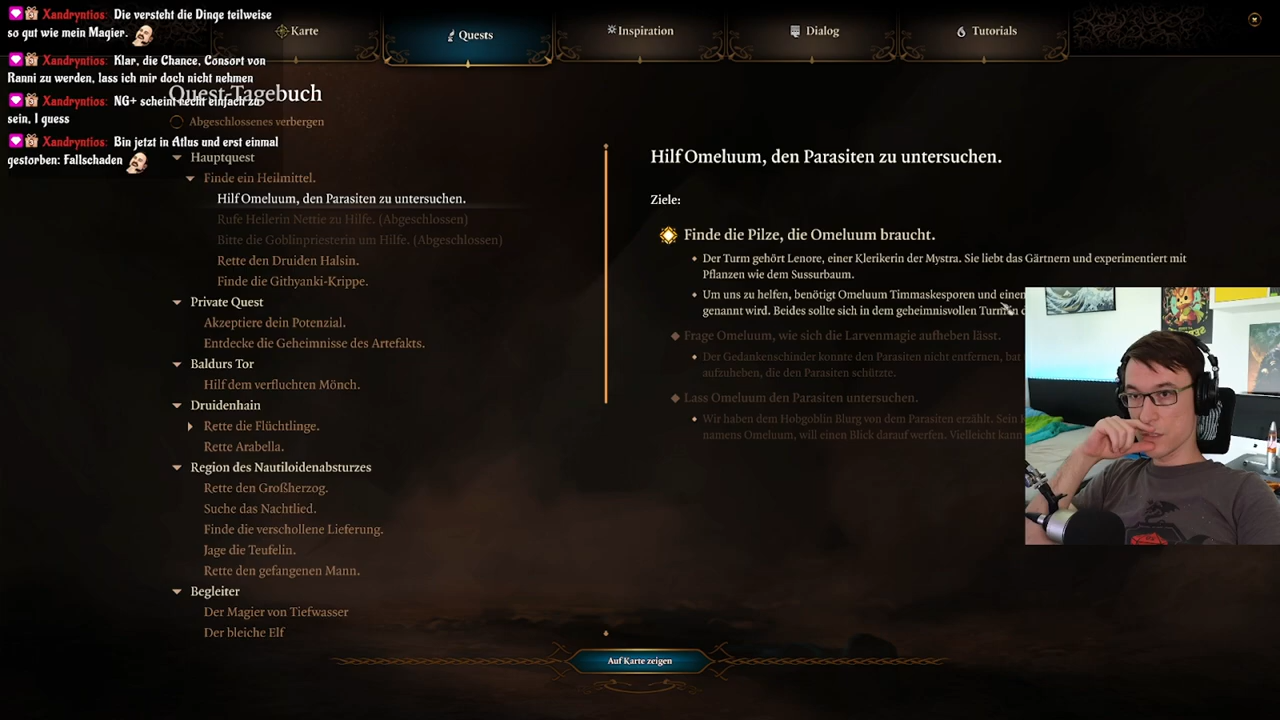 Xandryntios: Die versteht die Dinge teilweise
so gut wie mein Magier.
Xandryntios: Klar, die Chance, Consort von
Ranni zu werden, lass ich mir doch nicht nehmen
Xandryntios: NG+ scheint recht einfach zu
sein, I guess
Xandryntios: Bin jetzt in Atlus und erst einmal
gestorben: Fallschaden
Karte
Quests
Inspiration
Dialog
Tutorials
Quest-Tagebuch
Abgeschlossenes verbergen
Hauptquest
Finde ein Heilmittel.
Hilf Omeluum, den Parasiten zu untersuchen.
Rufe Heilerin Nettie zu Hilfe. (Abgeschlossen)
Bitte die Goblinpriesterin um Hilfe. (Abgeschlossen)
Rette den Druiden Halsin.
Finde die Githyanki-Krippe.
Private Quest
Akzeptiere dein Potenzial.
Entdecke die Geheimnisse des Artefakts.
Baldurs Tor
Hilf dem verfluchten Mönch.
Druidenhain
Rette die Flüchtlinge.
Rette Arabella.
Region des Nautiloidenabsturzes
Rette den Großherzog.
Suche das Nachtlied.
Finde die verschollene Lieferung.
Jage die Teufelin.
Rette den gefangenen Mann.
Begleiter
Der Magier von Tiefwasser
Der bleiche Elf
Hilf Omeluum, den Parasiten zu untersuchen.
Ziele:
Finde die Pilze, die Omeluum braucht.
Der Turm gehört Lenore, einer Klerikerin der Mystra. Sie liebt das Gärtnern und experimentiert mit
Pflanzen wie dem Sussurbaum.
Um uns zu helfen, benötigt Omeluum Timmaskesporen und einen
genannt wird. Beides sollte sich in dem geheimnisvollen Turm
Frage Omeluum, wie sich die Larvenmagie aufheben lässt.
Der Gedankenschinder konnte den Parasiten nicht entfernen, bat
aufzuheben, die den Parasiten schützte.
Lass Omeluum den Parasiten untersuchen.
Wir haben dem Hobgoblin Blurg von dem Parasiten erzählt. Sein
namens Omeluum, will einen Blick darauf werfen. Vielleicht kann
Auf Karte zeigen